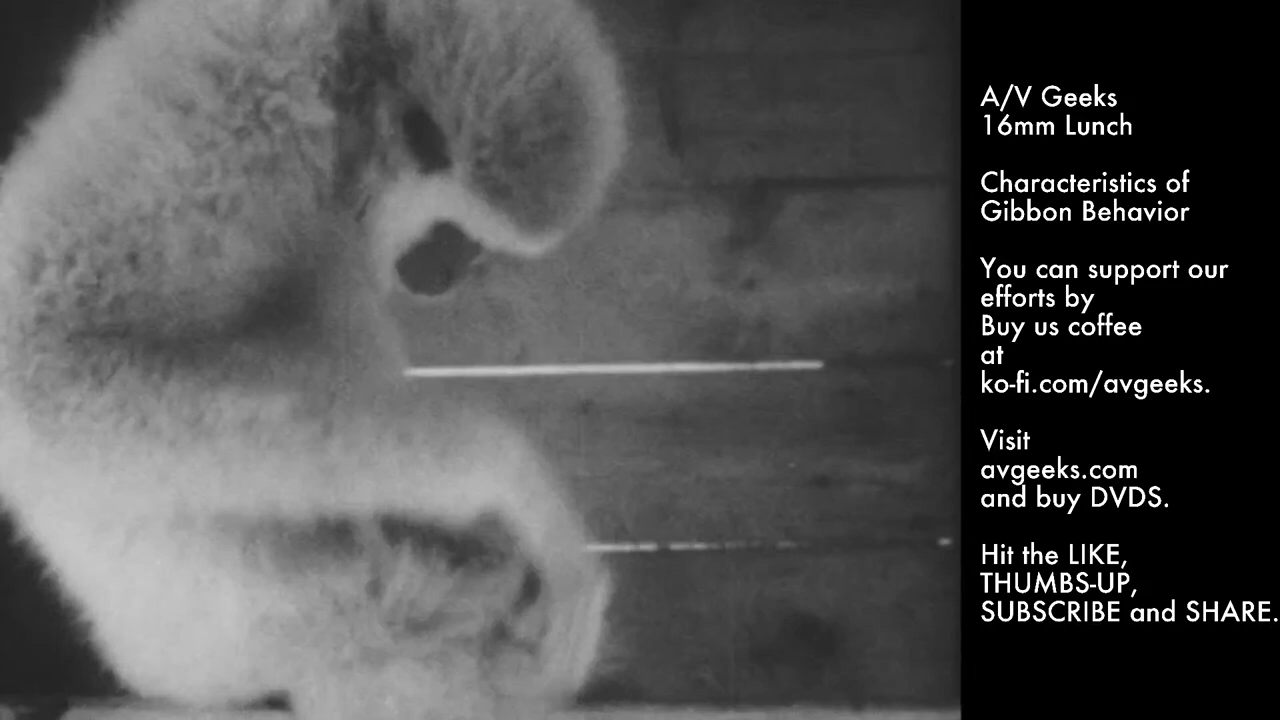 A/V Geeks
16mm Lunch
Characteristics of
Gibbon Behavior
You can support our
efforts by
Buy us coffee
at
ko-fi.com/avgeeks.
Visit
avgeeks.com
and buy DVDS.
Hit the LIKE,
THUMBS-UP,
SUBSCRIBE and SHARE.